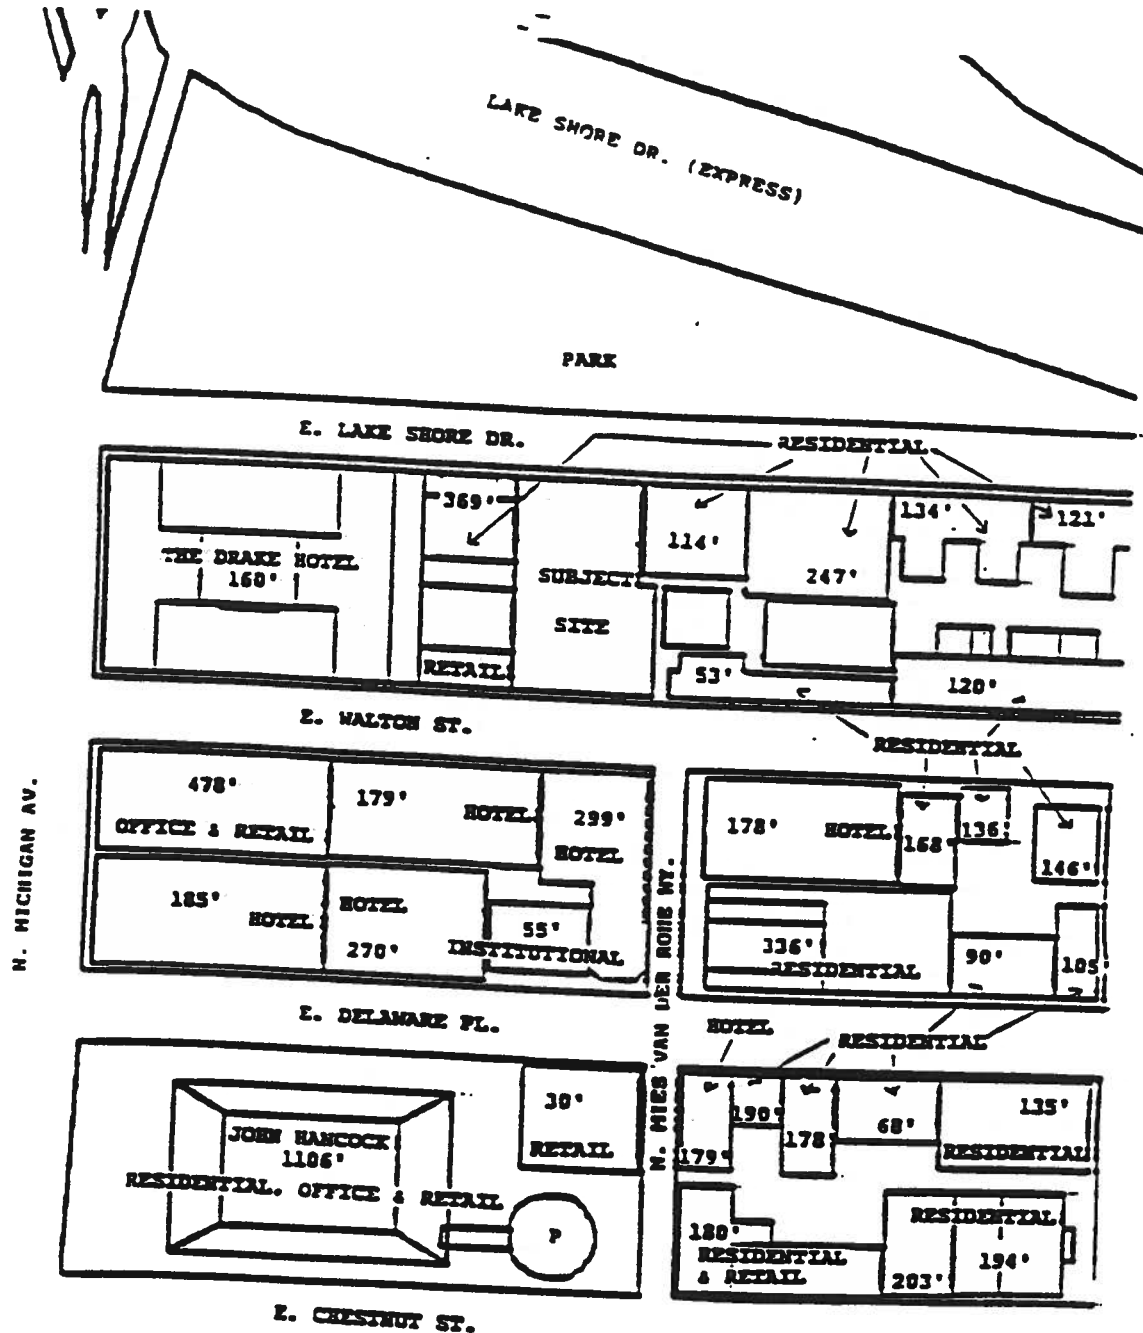 LAKE SHORE DR. (EXPRESS)
PARK
E. LAKE SHORE DR.
RESIDENTIAL
369'
134'
121'
114'
THE DRAKE HOTEL
160'
SUBJECT
SITE
247'
RETAIL
53'
120'
E. WALTON ST.
RESIDENTIAL
N. MICHIGAN AV.
478'
OFFICE & RETAIL
179'
HOTEL
299'
HOTEL
178'
HOTEL
168
136
146'
185'
HOTEL
HOTEL
270'
55'
INSTITUTIONAL
336'
RESIDENTIAL
90'
105
E. DELAWARE PL.
N. MIES VAN DER ROHE WY.
HOTEL
RESIDENTIAL
JOHN HANCOCK
1106'
RESIDENTIAL. OFFICE & RETAIL
30'
RETAIL
P
179'
190'
178'
68'
135'
RESIDENTIAL
180'
RESIDENTIAL
& RETAIL
RESIDENTIAL
203'
194'
E. CHESTNUT ST.